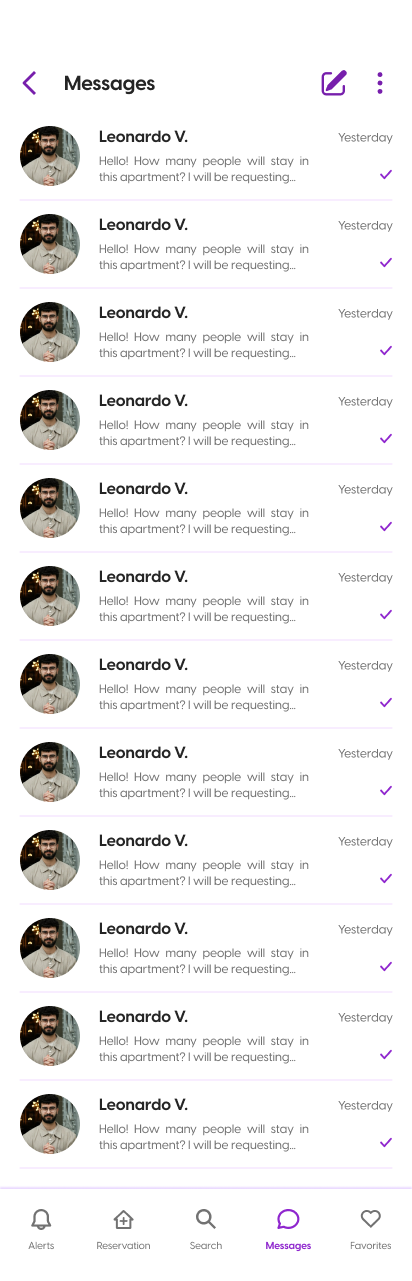 Messages
Leonardo V.
Yesterday
Hello! How many people will stay in
this apartment? I will be requesting...
Leonardo V.
Yesterday
Hello! How many people will stay in
this apartment? I will be requesting...
Leonardo V.
Yesterday
Hello! How many people will stay in
this apartment? I will be requesting...
Leonardo V.
Yesterday
Hello! How many people will stay in
this apartment? I will be requesting...
Leonardo V.
Yesterday
Hello! How many people will stay in
this apartment? I will be requesting...
Leonardo V.
Yesterday
Hello! How many people will stay in
this apartment? I will be requesting...
Leonardo V.
Yesterday
Hello! How many people will stay in
this apartment? I will be requesting...
Leonardo V.
Yesterday
Hello! How many people will stay in
this apartment? I will be requesting...
Leonardo V.
Yesterday
Hello! How many people will stay in
this apartment? I will be requesting...
Leonardo V.
Yesterday
Hello! How many people will stay in
this apartment? I will be requesting...
Leonardo V.
Yesterday
Hello! How many people will stay in
this apartment? I will be requesting...
Leonardo V.
Yesterday
Hello! How many people will stay in
this apartment? I will be requesting...
Alerts
Reservation
Search
Messages
Favorites